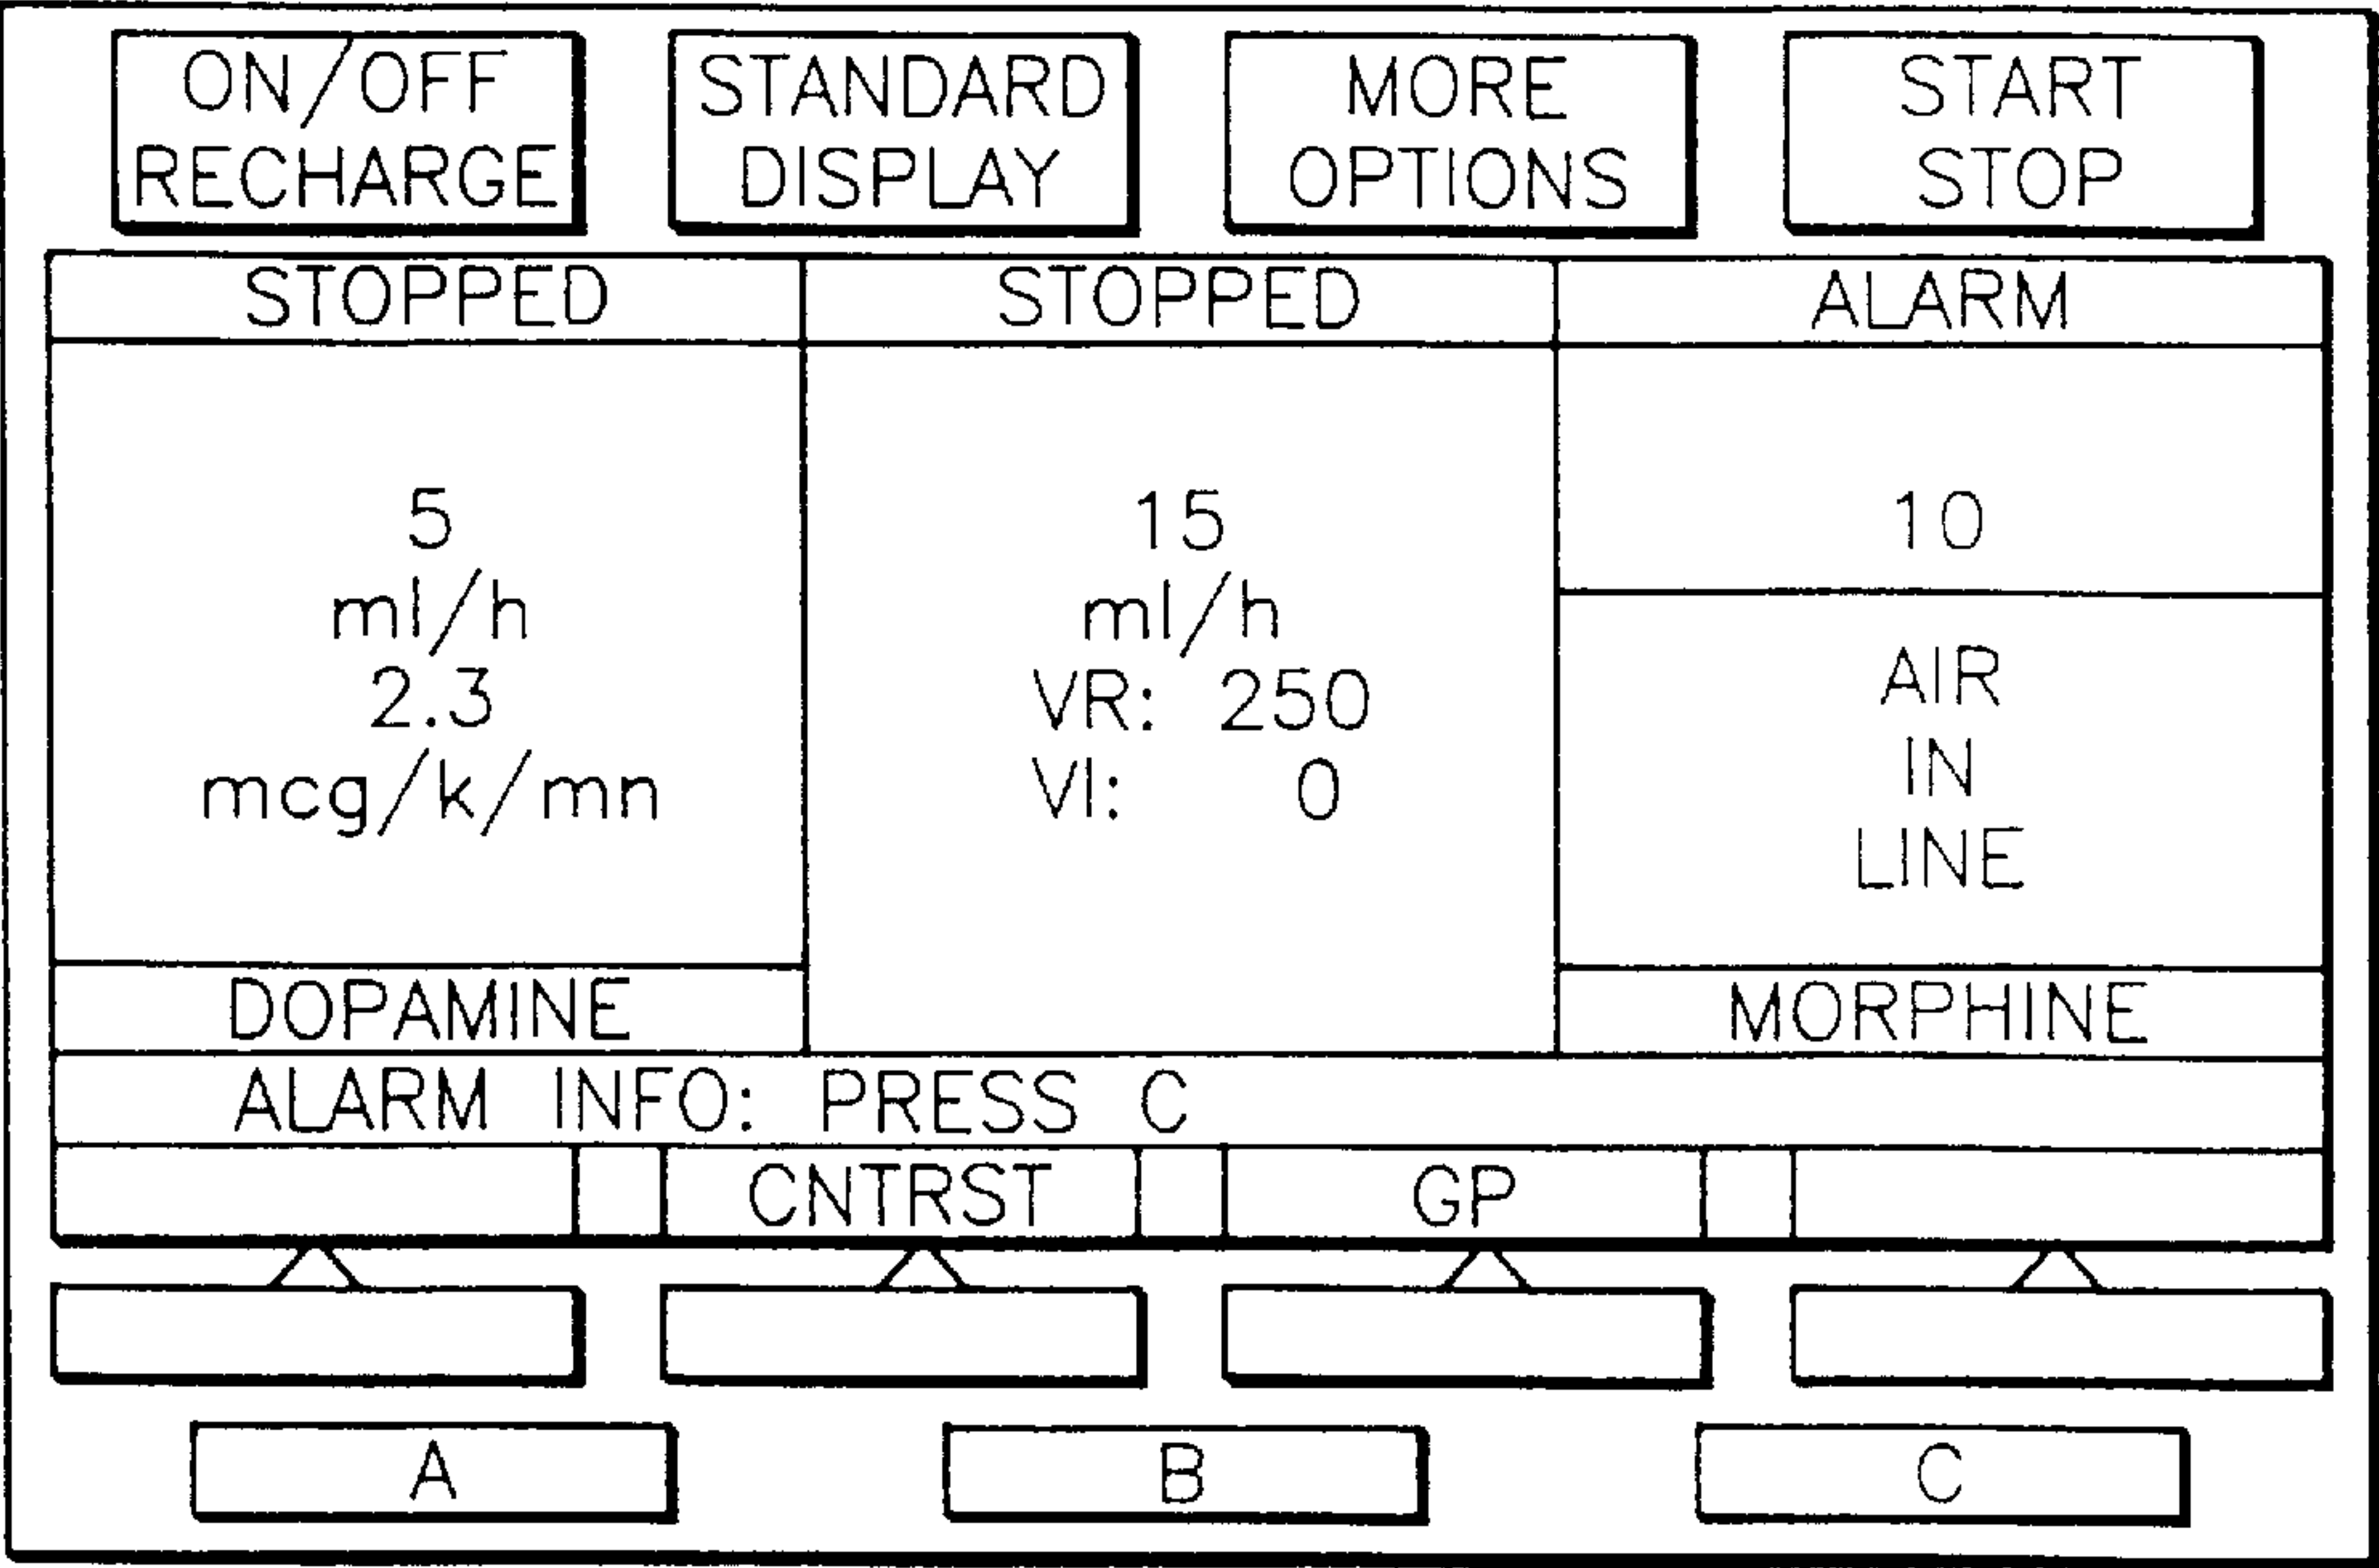 ON/OFF
RECHARGE
STANDARD
DISPLAY
MORE
OPTIONS
START
STOP
STOPPED
STOPPED
ALARM
5
ml/h
2.3
mcg/k/mn
DOPAMINE
15
ml/h
VR: 250
VI: 0
10
AIR
IN
LINE
MORPHINE
ALARM INFO: PRESS C
CNTRST
GP
A
B
C